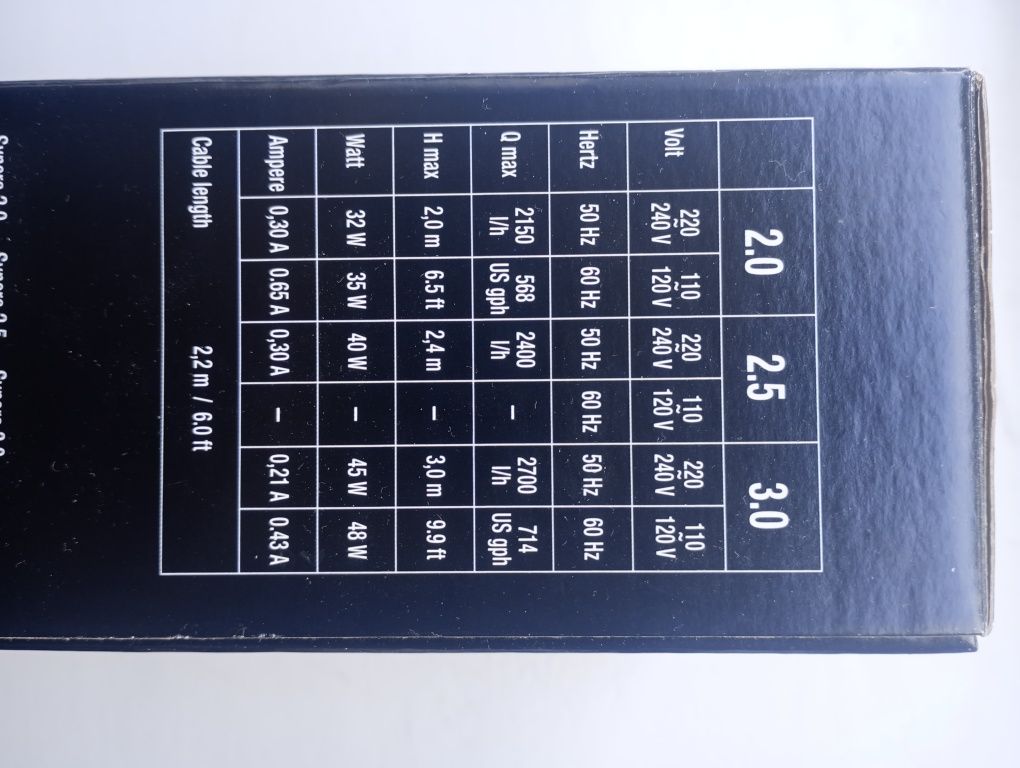 2.0 2.5 3.0
Volt 220 ~ 240 V 110 ~ 120 V 220 ~ 240 V 110 ~ 120 V 220 ~ 240 V 110 ~ 120 V
Hertz 50 Hz 60 Hz 50 Hz 60 Hz 50 Hz 60 Hz
Q max 2150 l/h 568 US gph 2400 l/h – 2700 l/h 714 US gph
H max 2,0 m 6.5 ft 2,4 m – 3,0 m 9.9 ft
Watt 32 W 35 W 40 W – 45 W 48 W
Ampere 0,30 A 0.65 A 0,30 A – 0,21 A 0.43 A
Cable length 2,2 m / 6.0 ft